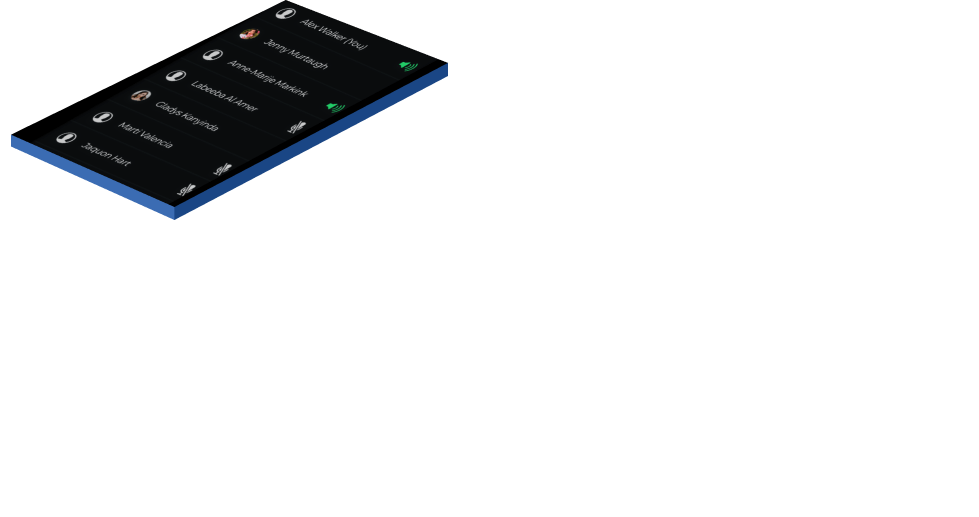 Alex Walker (You)
Jenny Murtaugh
Anne-Marije Markink
Labeeba Al Amer
Gladys Kanyinda
Marti Valencia
Jaquon Hart